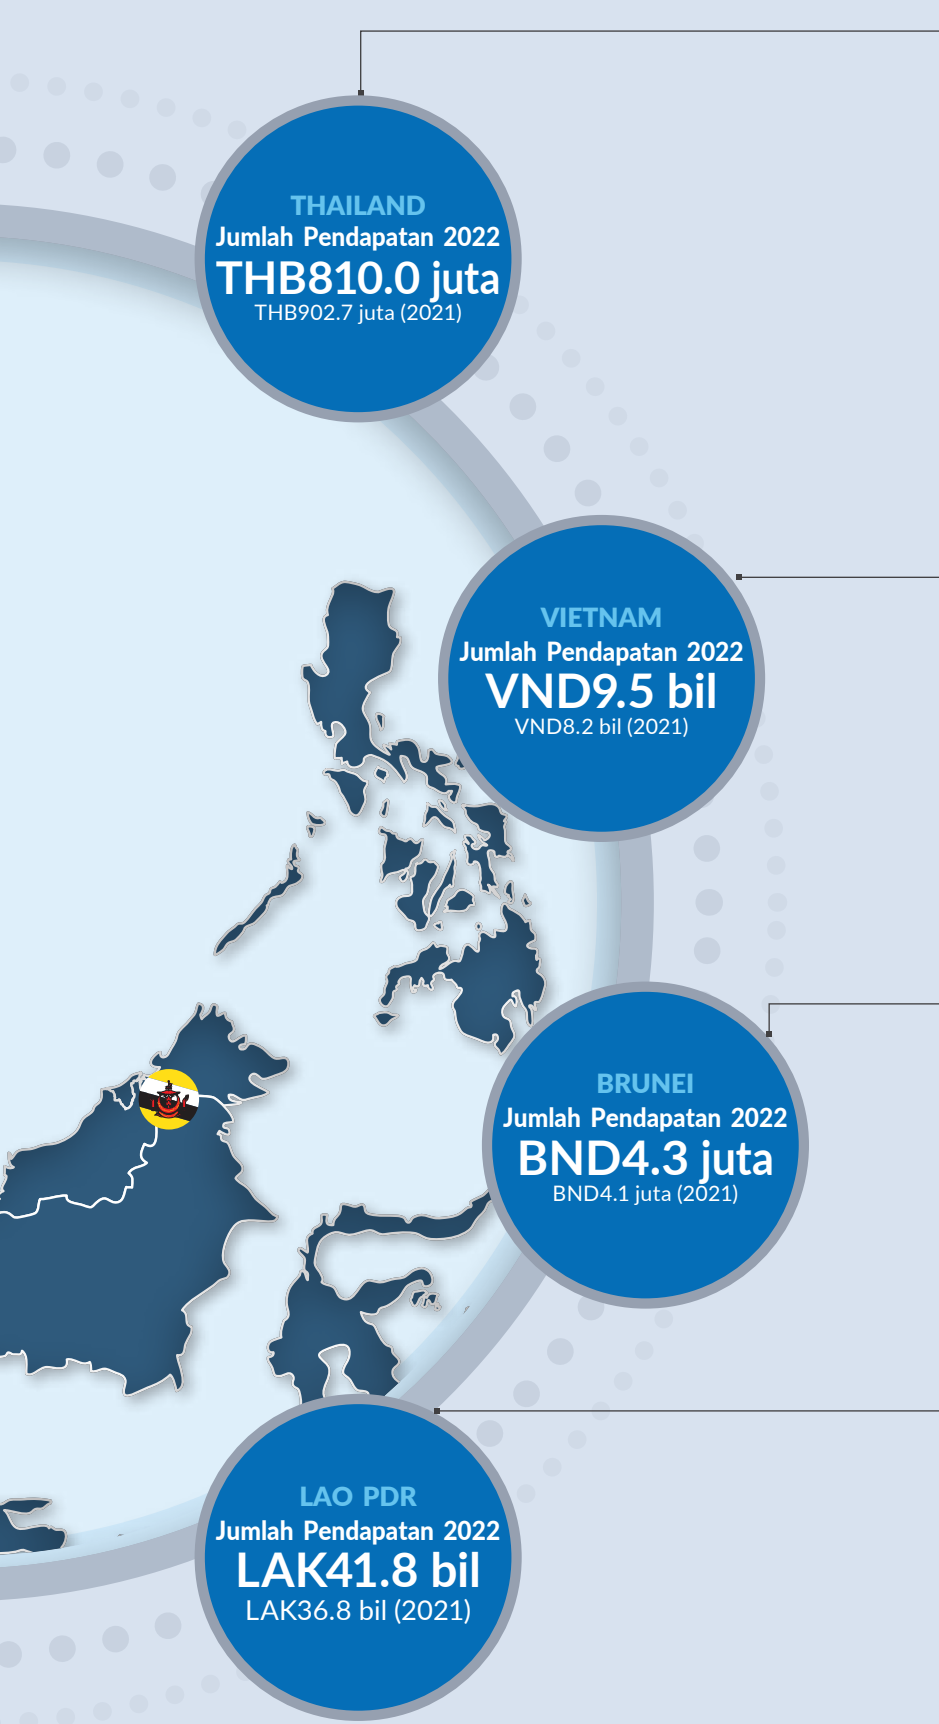 THAILAND
Jumlah Pendapatan 2022
THB810.0 juta
THB902.7 juta (2021)
VIETNAM
Jumlah Pendapatan 2022
VND9.5 bil
VND8.2 bil (2021)
BRUNEI
Jumlah Pendapatan 2022
BND4.3 juta
BND4.1 juta (2021)
LAO PDR
Jumlah Pendapatan 2022
LAK41.8 bil
LAK36.8 bil (2021)